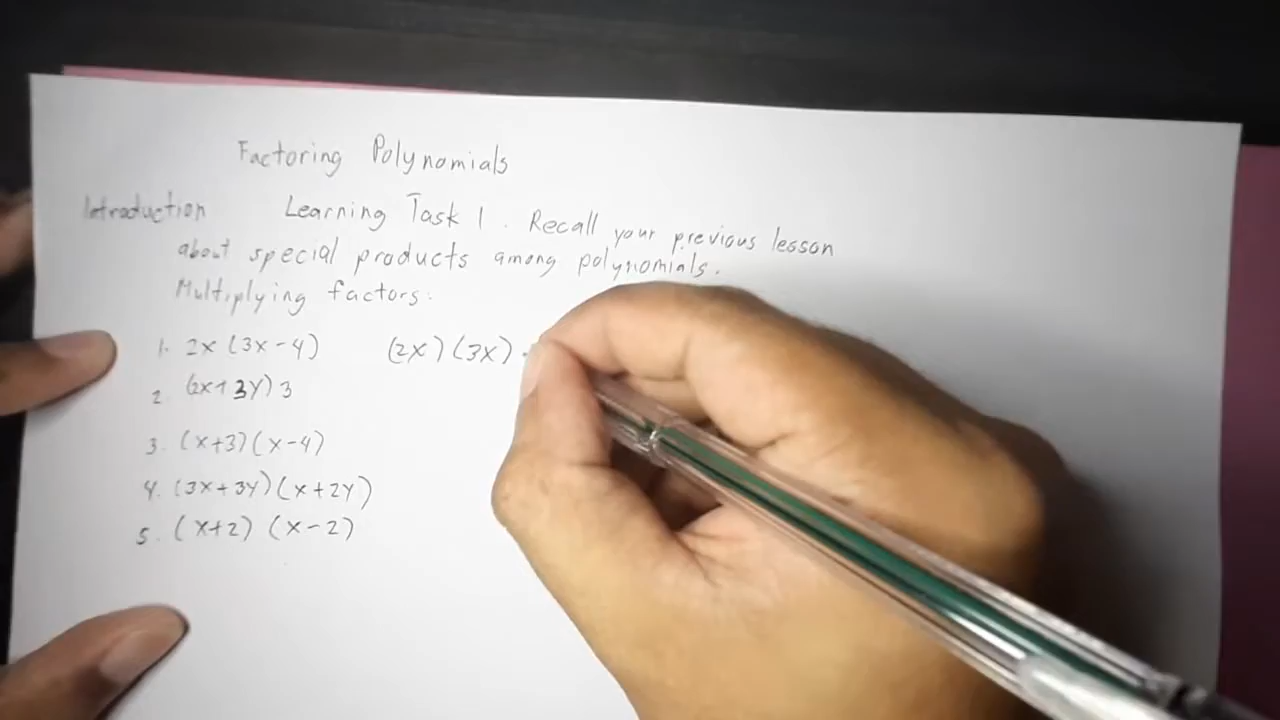 Factoring Polynomials
Introduction Learning Task 1. Recall your previous lesson
about special products among polynomials.
Multiplying factors:
1. 2x (3x-4) (2x) (3x)
2. (2x+3y) 3
3. (x+3) (x-4)
4. (3x+3y) (x+2y)
5. (x+2) (x-2)